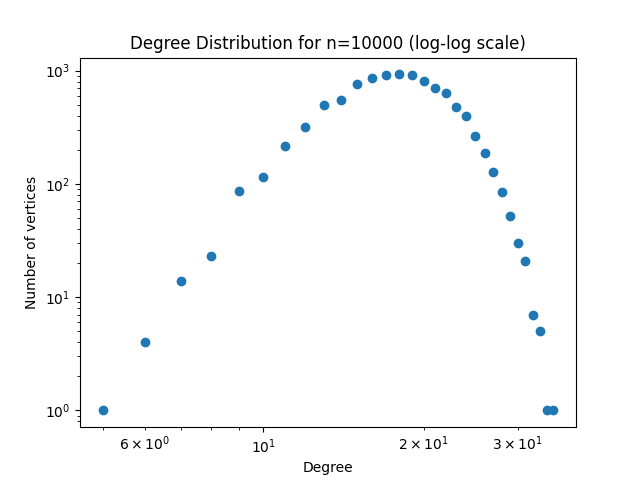 Degree Distribution for n=10000 (log-log scale)
Number of vertices
10³
10²
10¹
10⁰
6 × 10⁰
10¹
2 × 10¹
3 × 10¹
Degree